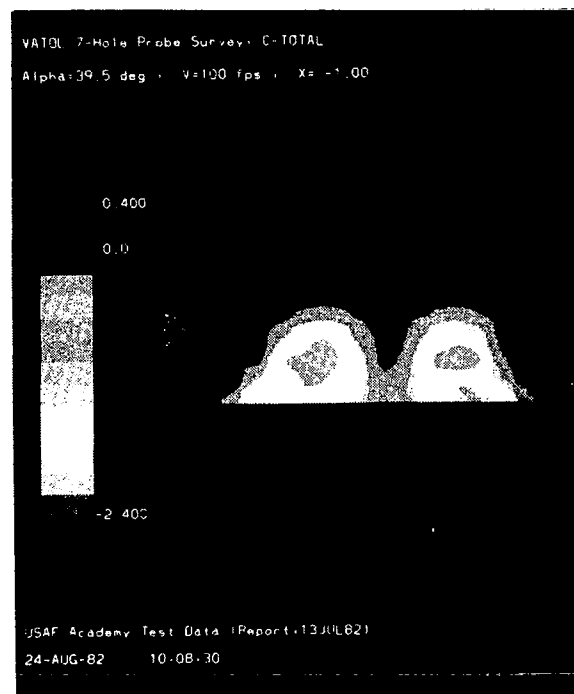 VATOL 7-Hole Probe Survey, C-TOTAL
Alpha=39.5 deg , V=100 fps , X= -1.00
0.400
0.0
-2.400
USAF Academy Test Data (Report,13JUL82)
24-AUG-82 10:08:30